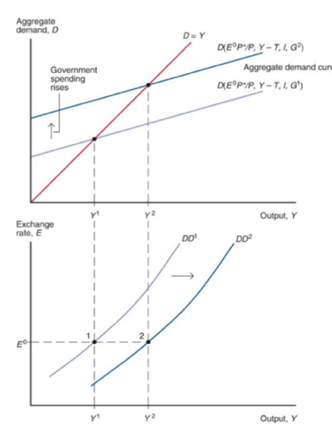 Aggregate
demand, D
D = Y
D(E⁰P*/P, Y – T, I, G²)
Aggregate demand curv
Government
spending
rises
D(E⁰P*/P, Y – T, I, G¹)
Y¹
Y²
Output, Y
Exchange
rate, E
DD¹
DD²
E⁰
1
2
Y¹
Y²
Output, Y